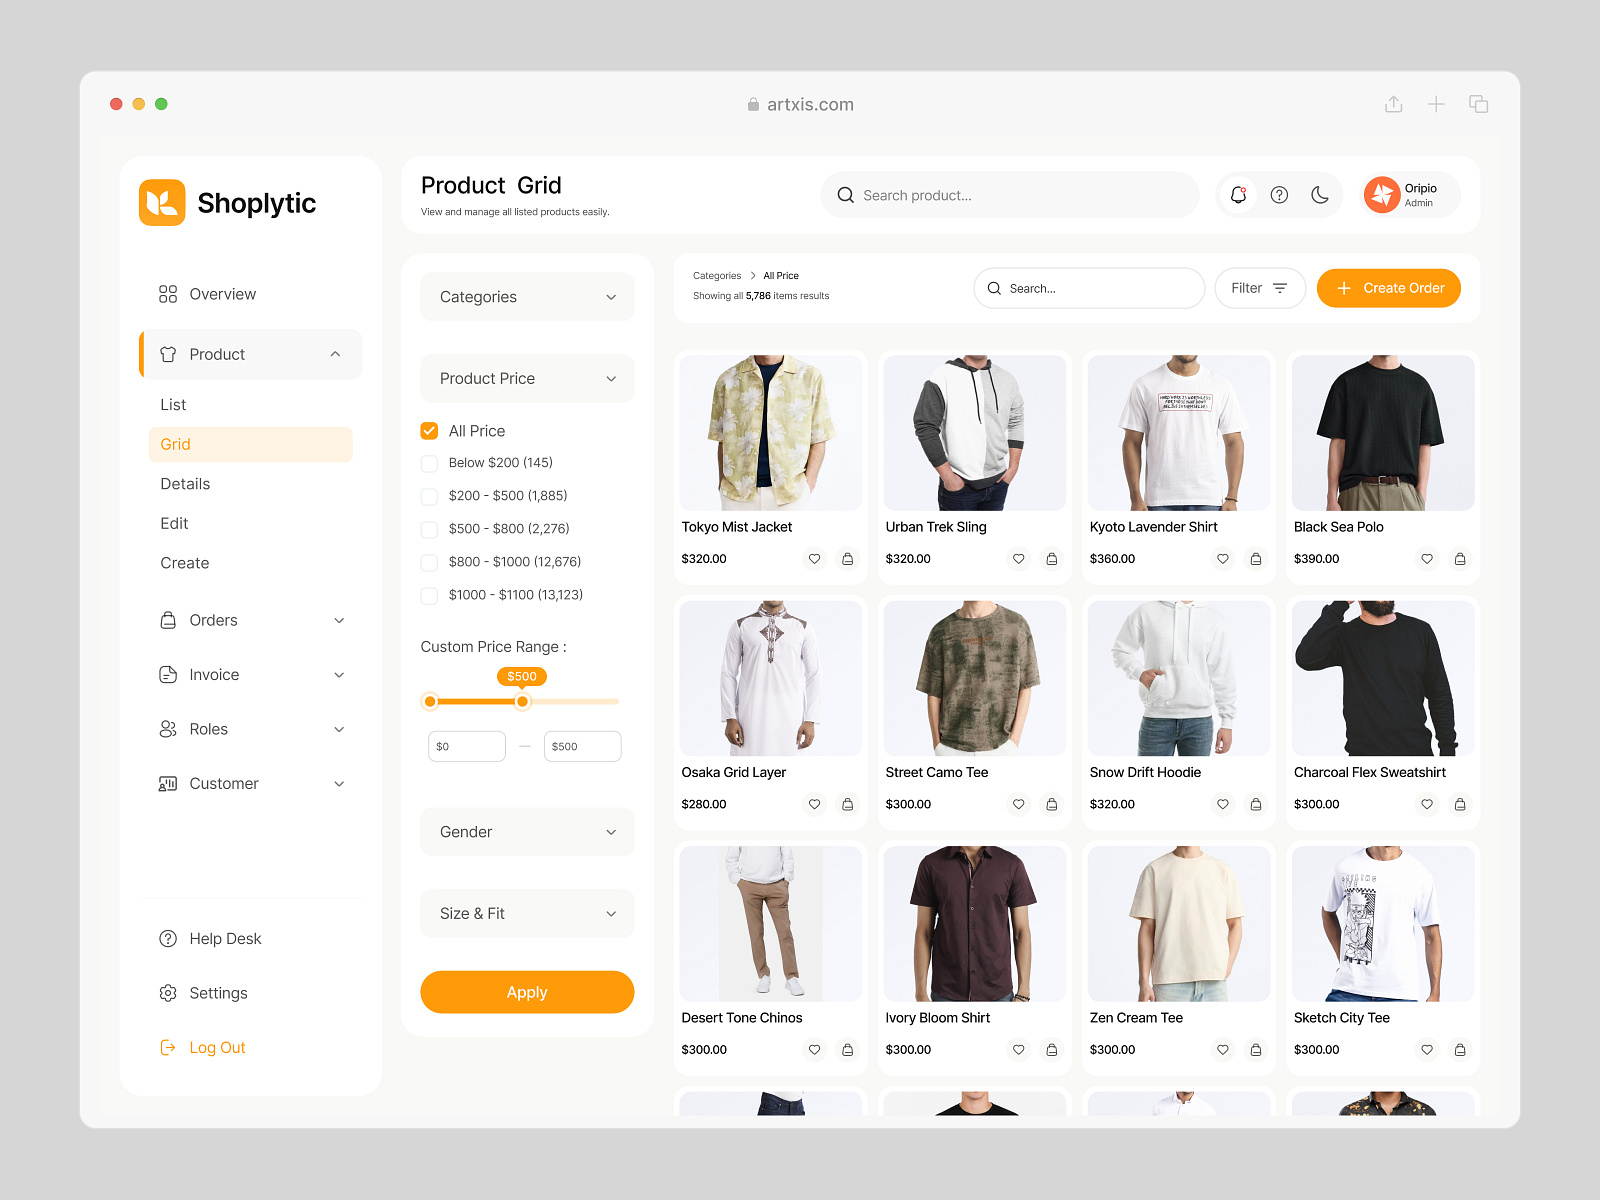 artxis.com
Shoplytic
Overview
Product
List
Grid
Details
Edit
Create
Orders
Invoice
Roles
Customer
Help Desk
Settings
Log Out
Product Grid
View and manage all listed products easily.
Search product...
Oripio
Admin
Categories
Product Price
All Price
Below $200 (145)
$200 - $500 (1,885)
$500 - $800 (2,276)
$800 - $1000 (12,676)
$1000 - $1100 (13,123)
Custom Price Range :
$500
$0 — $500
Gender
Size & Fit
Apply
Categories > All Price
Showing all 5,786 items results
Search...
Filter
Create Order
Tokyo Mist Jacket
$320.00
Urban Trek Sling
$320.00
Kyoto Lavender Shirt
$360.00
Black Sea Polo
$390.00
Osaka Grid Layer
$280.00
Street Camo Tee
$300.00
Snow Drift Hoodie
$320.00
Charcoal Flex Sweatshirt
$300.00
Desert Tone Chinos
$300.00
Ivory Bloom Shirt
$300.00
Zen Cream Tee
$300.00
Sketch City Tee
$300.00